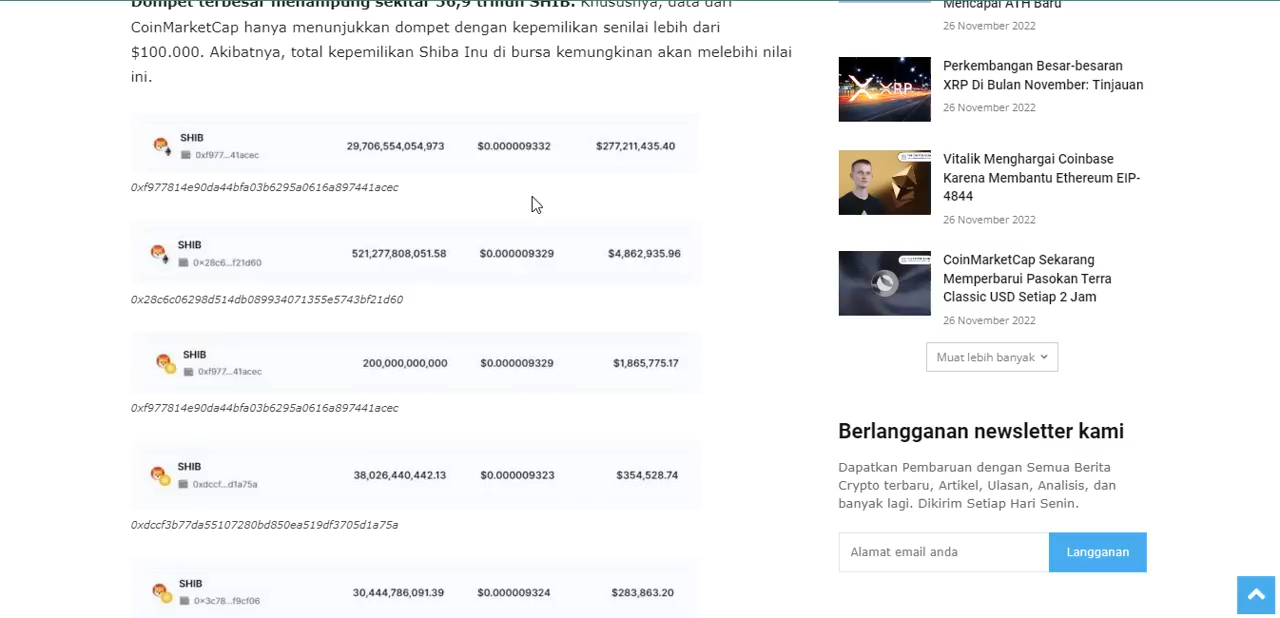 Dompet terbesar menampung sekitar 56,9 triliun SHIB. Khususnya, data dari
CoinMarketCap hanya menunjukkan dompet dengan kepemilikan senilai lebih dari
$100.000. Akibatnya, total kepemilikan Shiba Inu di bursa kemungkinan akan melebihi nilai
ini.
SHIB
29,706,554,054,973 $0.000009332 $277,211,435.40
0xf977...41acec
0xf977814e90da44bfa03b6295a0616a897441acec
SHIB
521,277,808,051.58 $0.000009329 $4,862,935.96
0x28c6...f21d60
0x28c6c06298d514db089934071355e5743bf21d60
SHIB
200,000,000,000 $0.000009329 $1,865,775.17
0xf977...41acec
0xf977814e90da44bfa03b6295a0616a897441acec
SHIB
38,026,440,442.13 $0.000009323 $354,528.74
0xdccf...d1a75a
0xdccf3b77da55107280bd850ea519df3705d1a75a
SHIB
30,444,786,091.39 $0.000009324 $283,863.20
0x3c78...f9cf06
Mencapai ATH Baru
26 November 2022
Perkembangan Besar-besaran
XRP Di Bulan November: Tinjauan
26 November 2022
XRP
Vitalik Menghargai Coinbase
Karena Membantu Ethereum EIP-
4844
26 November 2022
CoinMarketCap Sekarang
Memperbarui Pasokan Terra
Classic USD Setiap 2 Jam
26 November 2022
Muat lebih banyak
Berlangganan newsletter kami
Dapatkan Pembaruan dengan Semua Berita
Crypto terbaru, Artikel, Ulasan, Analisis, dan
banyak lagi. Dikirim Setiap Hari Senin.
Alamat email anda
Langganan